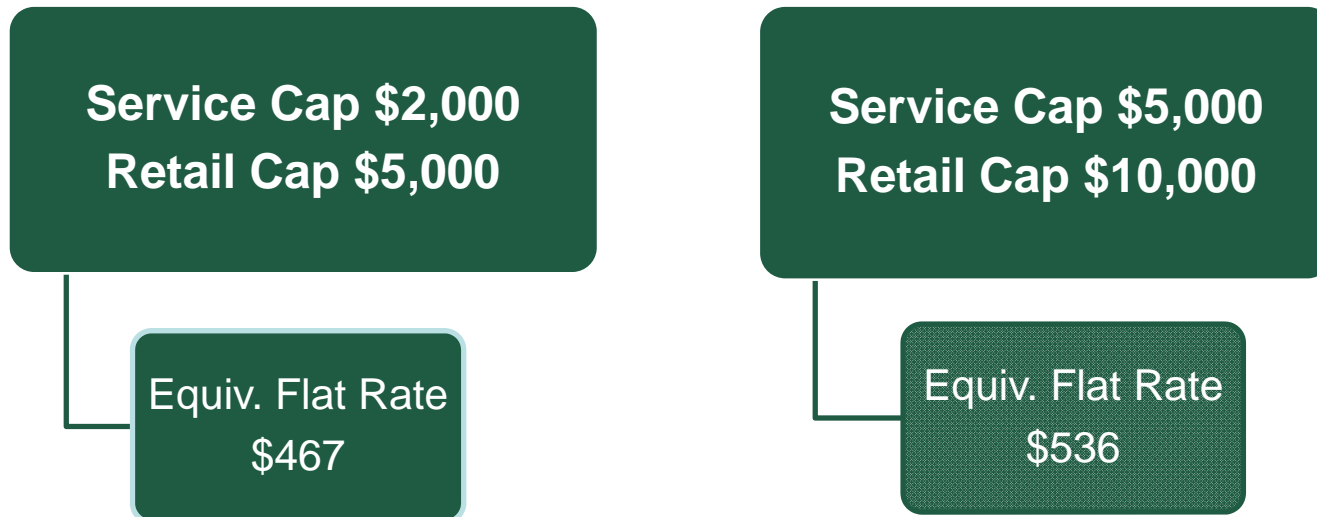 Service Cap $2,000
Retail Cap $5,000
Equiv. Flat Rate
$467
Service Cap $5,000
Retail Cap $10,000
Equiv. Flat Rate
$536